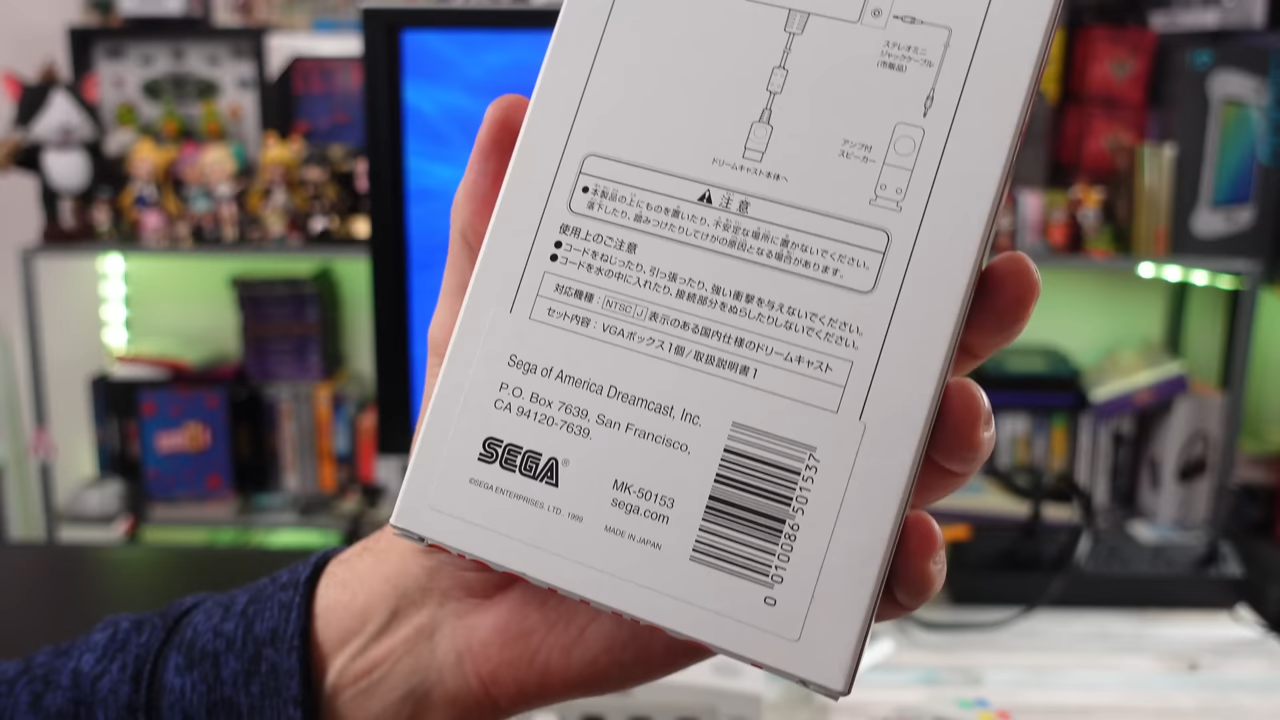 ステレオミニ
ジャックケーブル
(市販品)
アンプ付
スピーカー
ドリームキャスト本体へ
注意
●本製品の上にものを置いたり、不安定な場所に置かないでください。
落下したり、踏みつけたりしてけがの原因となる場合があります。
使用上のご注意
●コードをねじったり、引っ張ったり、強い衝撃を与えないでください。
●コードを水の中に入れたり、接続部分をぬらしたりしないでください。
対応機種：NTSC J 表示のある国内仕様のドリームキャスト
セット内容：VGAボックス1個/取扱説明書1
Sega of America Dreamcast, Inc.
P.O. Box 7639, San Francisco,
CA 94120-7639.
SEGA®
©SEGA ENTERPRISES, LTD. 1999
MK-50153
sega.com
MADE IN JAPAN
0 10086 50153 7